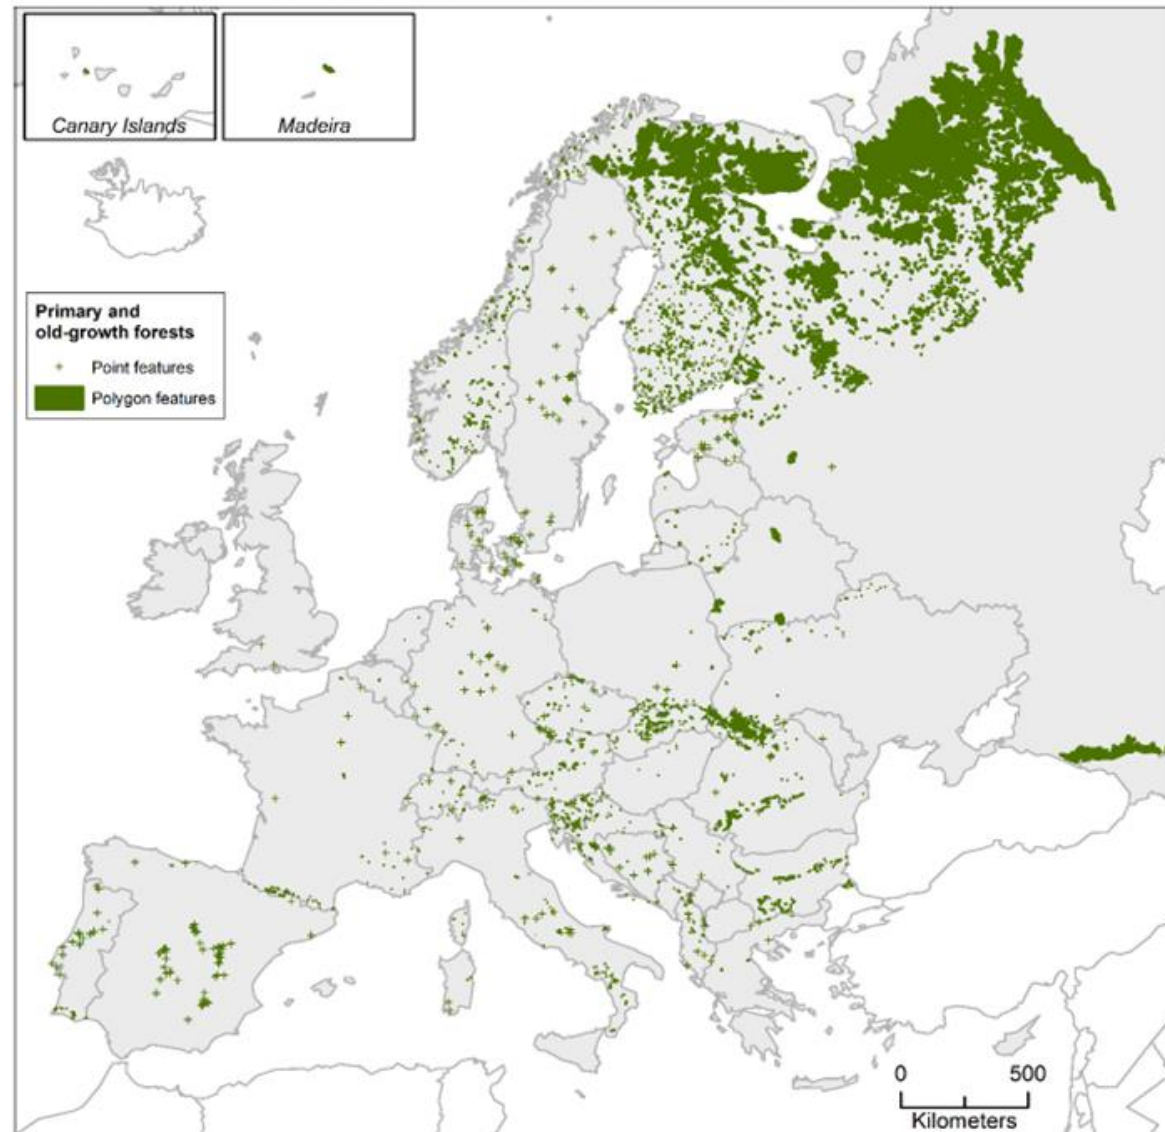 Canary Islands
Madeira
Primary and
old-growth forests
Point features
Polygon features
0 500
Kilometers